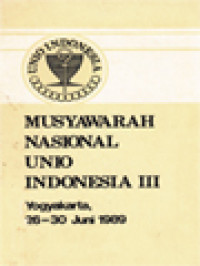 UNIO INDONESIA
MUSYAWARAH
NASIONAL
UNIO
INDONESIA III
Yogyakarta,
26-30 Juni 1989